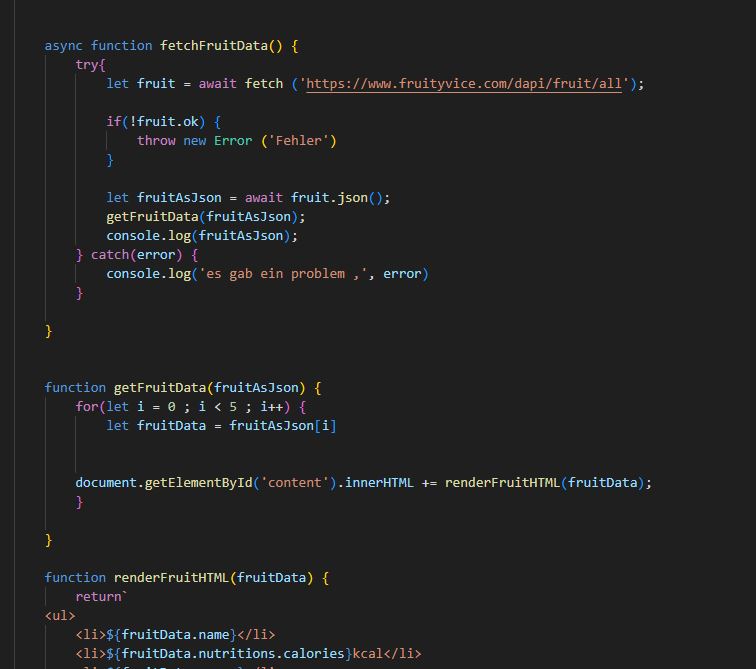 async function fetchFruitData() {
try{
let fruit = await fetch ('https://www.fruityvice.com/dapi/fruit/all');
if(!fruit.ok) {
throw new Error ('Fehler')
}
let fruitAsJson = await fruit.json();
getFruitData(fruitAsJson);
console.log(fruitAsJson);
} catch(error) {
console.log('es gab ein problem ,', error)
}
}
function getFruitData(fruitAsJson) {
for(let i = 0 ; i < 5 ; i++) {
let fruitData = fruitAsJson[i]
document.getElementById('content').innerHTML += renderFruitHTML(fruitData);
}
}
function renderFruitHTML(fruitData) {
return`
<ul>
<li>${fruitData.name}</li>
<li>${fruitData.nutritions.calories}kcal</li>